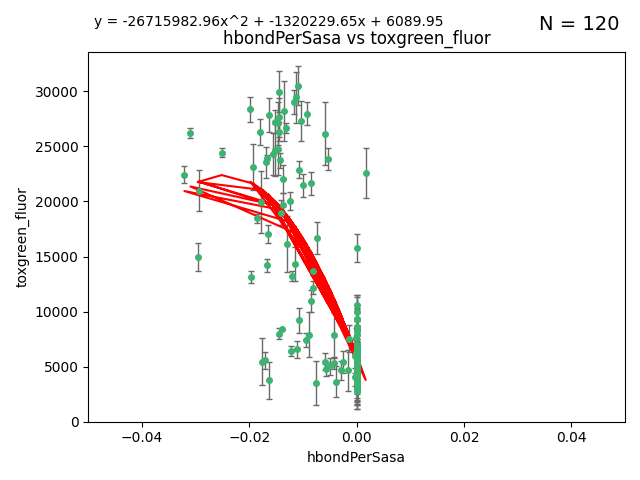 y = -26715982.96x^2 + -1320229.65x + 6089.95
N = 120
hbondPerSasa vs toxgreen_fluor
30000
25000
20000
15000
10000
5000
0
toxgreen_fluor
−0.04 −0.02 0.00 0.02 0.04
hbondPerSasa